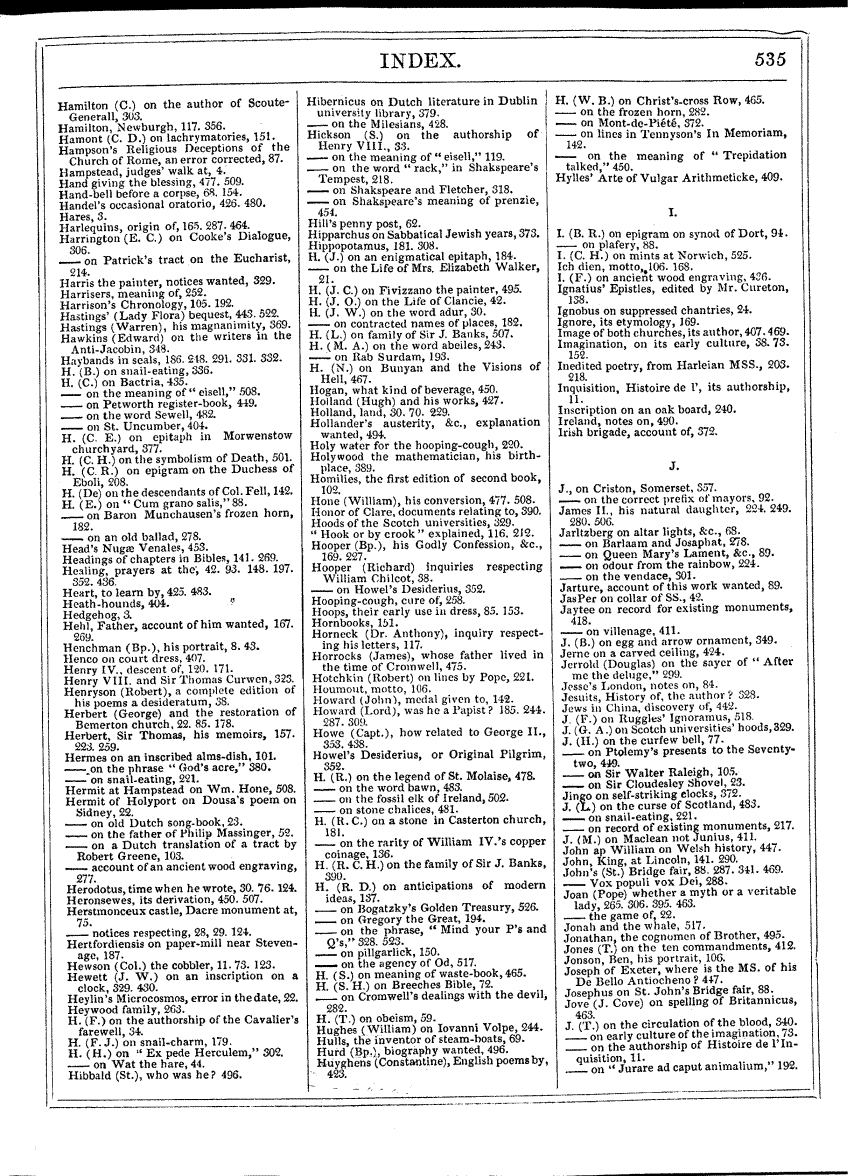 INDEX.
535
Hamilton (C.) on the author of Scoute-
Generall, 303.
Hamilton, Newburgh, 117. 356.
Hamont (C. D.) on lachrymatories, 151.
Hampson's Religious Deceptions of the
Church of Rome, an error corrected, 87.
Hampstead, judges' walk at, 4.
Hand giving the blessing, 477. 509.
Hand-bell before a corpse, 68. 154.
Handel's occasional oratorio, 426. 480.
Hares, 3.
Harlequins, origin of, 165. 287. 464.
Harrington (E. C.) on Cooke's Dialogue,
306.
—— on Patrick's tract on the Eucharist,
214.
Harris the painter, notices wanted, 329.
Harrisers, meaning of, 252.
Harrison's Chronology, 105. 192.
Hastings' (Lady Flora) bequest, 443. 522.
Hastings (Warren), his magnanimity, 369.
Hawkins (Edward) on the writers in the
Anti-Jacobin, 348.
Haybands in seals, 186. 248. 291. 331. 332.
H. (B.) on snail-eating, 336.
H. (C.) on Bactria, 435.
—— on the meaning of "eisell," 508.
—— on Petworth register-book, 449.
—— on the word Sewell, 482.
—— on St. Uncumber, 404.
H. (C. E.) on epitaph in Morwenstow
churchyard, 377.
H. (C. H.) on the symbolism of Death, 501.
H. (C. R.) on epigram on the Duchess of
Eboli, 208.
H. (De) on the descendants of Col. Fell, 142.
H. (E.) on "Cum grano salis," 88.
—— on Baron Munchausen's frozen horn,
182.
—— on an old ballad, 278.
Head's Nugæ Venales, 453.
Headings of chapters in Bibles, 141. 269.
Healing, prayers at the, 42. 93. 148. 197.
352. 436.
Heart, to learn by, 425. 483.
Heath-hounds, 404.
Hedgehog, 3.
Hehl, Father, account of him wanted, 167.
269.
Henchman (Bp.), his portrait, 8. 43.
Henco on court dress, 407.
Henry IV., descent of, 120. 171.
Henry VIII. and Sir Thomas Curwen, 323.
Henryson (Robert), a complete edition of
his poems a desideratum, 38.
Herbert (George) and the restoration of
Bemerton church, 22. 85. 178.
Herbert, Sir Thomas, his memoirs, 157.
223. 259.
Hermes on an inscribed alms-dish, 101.
—— on the phrase "God's acre," 380.
—— on snail-eating, 221.
Hermit at Hampstead on Wm. Hone, 508.
Hermit of Holyport on Dousa's poem on
Sidney, 22.
—— on old Dutch song-book, 23.
—— on the father of Philip Massinger, 52.
—— on a Dutch translation of a tract by
Robert Greene, 103.
—— account of an ancient wood engraving,
277.
Herodotus, time when he wrote, 30. 76. 124.
Heronsewes, its derivation, 450. 507.
Herstmonceux castle, Dacre monument at,
75.
—— notices respecting, 28, 29. 124.
Hertfordiensis on paper-mill near Steven-
age, 187.
Hewson (Col.) the cobbler, 11. 73. 123.
Hewett (J. W.) on an inscription on a
clock, 329. 430.
Heylin's Microcosmos, error in the date, 22.
Heywood family, 263.
H. (F.) on the authorship of the Cavalier's
farewell, 34.
H. (F. J.) on snail-charm, 179.
H. (H.) on "Ex pede Herculem," 302.
—— on Wat the hare, 44.
Hibbald (St.), who was he? 496.
Hibernicus on Dutch literature in Dublin
university library, 379.
—— on the Milesians, 428.
Hickson (S.) on the authorship of
Henry VIII., 33.
—— on the meaning of "eisell," 119.
—— on the word "rack," in Shakspeare's
Tempest, 218.
—— on Shakspeare and Fletcher, 318.
—— on Shakspeare's meaning of prenzie,
454.
Hill's penny post, 62.
Hipparchus on Sabbatical Jewish years, 373.
Hippopotamus, 181. 308.
H. (J.) on an enigmatical epitaph, 184.
—— on the Life of Mrs. Elizabeth Walker,
21.
H. (J. C.) on Fivizzano the painter, 495.
H. (J. O.) on the Life of Clancie, 42.
H. (J. W.) on the word adur, 30.
—— on contracted names of places, 182.
H. (L.) on family of Sir J. Banks, 507.
H. (M. A.) on the word abeiles, 243.
—— on Rab Surdam, 193.
H. (N.) on Bunyan and the Visions of
Hell, 467.
Hogan, what kind of beverage, 450.
Holland (Hugh) and his works, 427.
Holland, land, 30. 70. 229.
Hollander's austerity, &c., explanation
wanted, 494.
Holy water for the hooping-cough, 220.
Holywood the mathematician, his birth-
place, 389.
Homilies, the first edition of second book,
102.
Hone (William), his conversion, 477. 508.
Honor of Clare, documents relating to, 390.
Hoods of the Scotch universities, 329.
"Hook or by crook" explained, 116. 212.
Hooper (Bp.), his Godly Confession, &c.,
169. 227.
Hooper (Richard) inquiries respecting
William Chilcot, 38.
—— on Howel's Desiderius, 352.
Hooping-cough, cure of, 258.
Hoops, their early use in dress, 85. 153.
Hornbooks, 151.
Horneck (Dr. Anthony), inquiry respect-
ing his letters, 117.
Horrocks (James), whose father lived in
the time of Cromwell, 475.
Hotchkin (Robert) on lines by Pope, 221.
Houmout, motto, 106.
Howard (John), medal given to, 142.
Howard (Lord), was he a Papist? 185. 244.
287. 309.
Howe (Capt.), how related to George II.,
353. 438.
Howel's Desiderius, or Original Pilgrim,
352.
H. (R.) on the legend of St. Molaise, 478.
—— on the word bawn, 483.
—— on the fossil elk of Ireland, 502.
—— on stone chalices, 481.
H. (R. C.) on a stone in Casterton church,
181.
—— on the rarity of William IV.'s copper
coinage, 136.
H. (R. C. H.) on the family of Sir J. Banks,
390.
H. (R. D.) on anticipations of modern
ideas, 137.
—— on Bogatzky's Golden Treasury, 526.
—— on Gregory the Great, 194.
—— on the phrase, "Mind your P's and
Q's," 328. 523.
—— on pillgarlick, 150.
—— on the agency of Od, 517.
H. (S.) on meaning of waste-book, 465.
H. (S. H.) on Breeches Bible, 72.
—— on Cromwell's dealings with the devil,
282.
H. (T.) on obeism, 59.
Hughes (William) on Iovanni Volpe, 244.
Hulls, the inventor of steam-boats, 69.
Hurd (Bp.), biography wanted, 496.
Huyghens (Constantine), English poems by,
423.
H. (W. B.) on Christ's-cross Row, 465.
—— on the frozen horn, 282.
—— on Mont-de-Piété, 372.
—— on lines in Tennyson's In Memoriam,
142.
—— on the meaning of "Trepidation
talked," 450.
Hylles' Arte of Vulgar Arithmeticke, 409.
I.
I. (B. R.) on epigram on synod of Dort, 94.
—— on plafery, 88.
I. (C. H.) on mints at Norwich, 525.
Ich dien, motto, 106. 168.
I. (F.) on ancient wood engraving, 436.
Ignatius' Epistles, edited by Mr. Cureton,
138.
Ignobus on suppressed chantries, 24.
Ignore, its etymology, 169.
Image of both churches, its author, 407. 469.
Imagination, on its early culture, 38. 73.
152.
Inedited poetry, from Harleian MSS., 203.
218.
Inquisition, Histoire de l', its authorship,
11.
Inscription on an oak board, 240.
Ireland, notes on, 490.
Irish brigade, account of, 372.
J.
J., on Criston, Somerset, 357.
—— on the correct prefix of mayors, 92.
James II., his natural daughter, 224. 249.
280. 506.
Jarltzberg on altar lights, &c., 68.
—— on Barlaam and Josaphat, 278.
—— on Queen Mary's Lament, &c., 89.
—— on odour from the rainbow, 224.
—— on the vendace, 301.
Jarture, account of this work wanted, 89.
JasPer on collar of SS., 42.
Jaytee on record for existing monuments,
418.
—— on villenage, 411.
J. (B.) on egg and arrow ornament, 349.
Jerne on a carved ceiling, 424.
Jerrold (Douglas) on the sayer of "After
me the deluge," 299.
Jesse's London, notes on, 84.
Jesuits, History of, the author? 328.
Jews in China, discovery of, 442.
J. (F.) on Ruggles' Ignoramus, 518.
J. (G. A.) on Scotch universities' hoods, 329.
J. (H.) on the curfew bell, 77.
—— on Ptolemy's presents to the Seventy-
two, 449.
—— on Sir Walter Raleigh, 105.
—— on Sir Cloudesley Shovel, 23.
Jingo on self-striking clocks, 372.
J. (L.) on the curse of Scotland, 483.
—— on snail-eating, 221.
—— on record of existing monuments, 217.
J. (M.) on Maclean not Junius, 411.
John ap William on Welsh history, 447.
John, King, at Lincoln, 141. 290.
John's (St.) Bridge fair, 88. 287. 341. 469.
—— Vox populi vox Dei, 288.
Joan (Pope) whether a myth or a veritable
lady, 265. 306. 395. 463.
—— the game of, 22.
Jonah and the whale, 517.
Jonathan, the cognomen of Brother, 495.
Jones (T.) on the ten commandments, 412.
Jonson, Ben, his portrait, 106.
Joseph of Exeter, where is the MS. of his
De Bello Antiocheno? 447.
Josephus on St. John's Bridge fair, 88.
Jove (J. Cove) on spelling of Britannicus,
463.
J. (T.) on the circulation of the blood, 340.
—— on early culture of the imagination, 73.
—— on the authorship of Histoire de l'In-
quisition, 11.
—— on "Jurare ad caput animalium," 192.